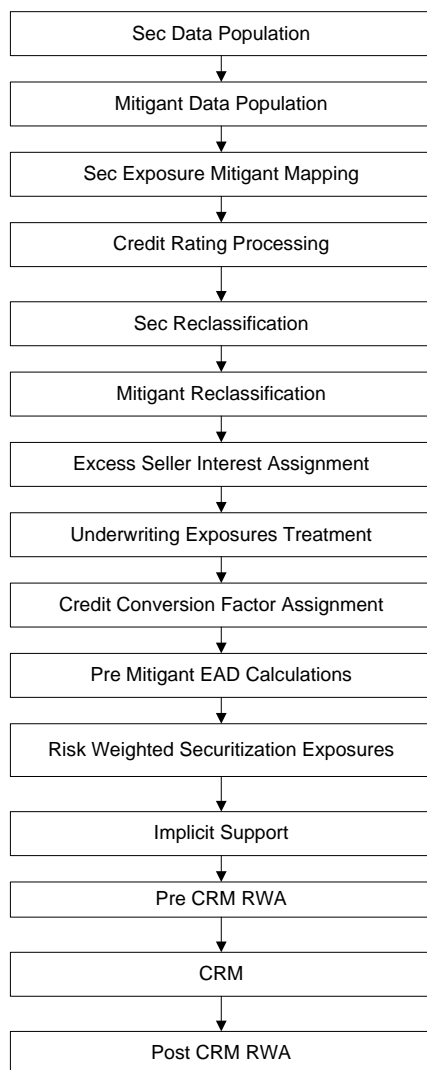 Sec Data Population
Mitigant Data Population
Sec Exposure Mitigant Mapping
Credit Rating Processing
Sec Reclassification
Mitigant Reclassification
Excess Seller Interest Assignment
Underwriting Exposures Treatment
Credit Conversion Factor Assignment
Pre Mitigant EAD Calculations
Risk Weighted Securitization Exposures
Implicit Support
Pre CRM RWA
CRM
Post CRM RWA